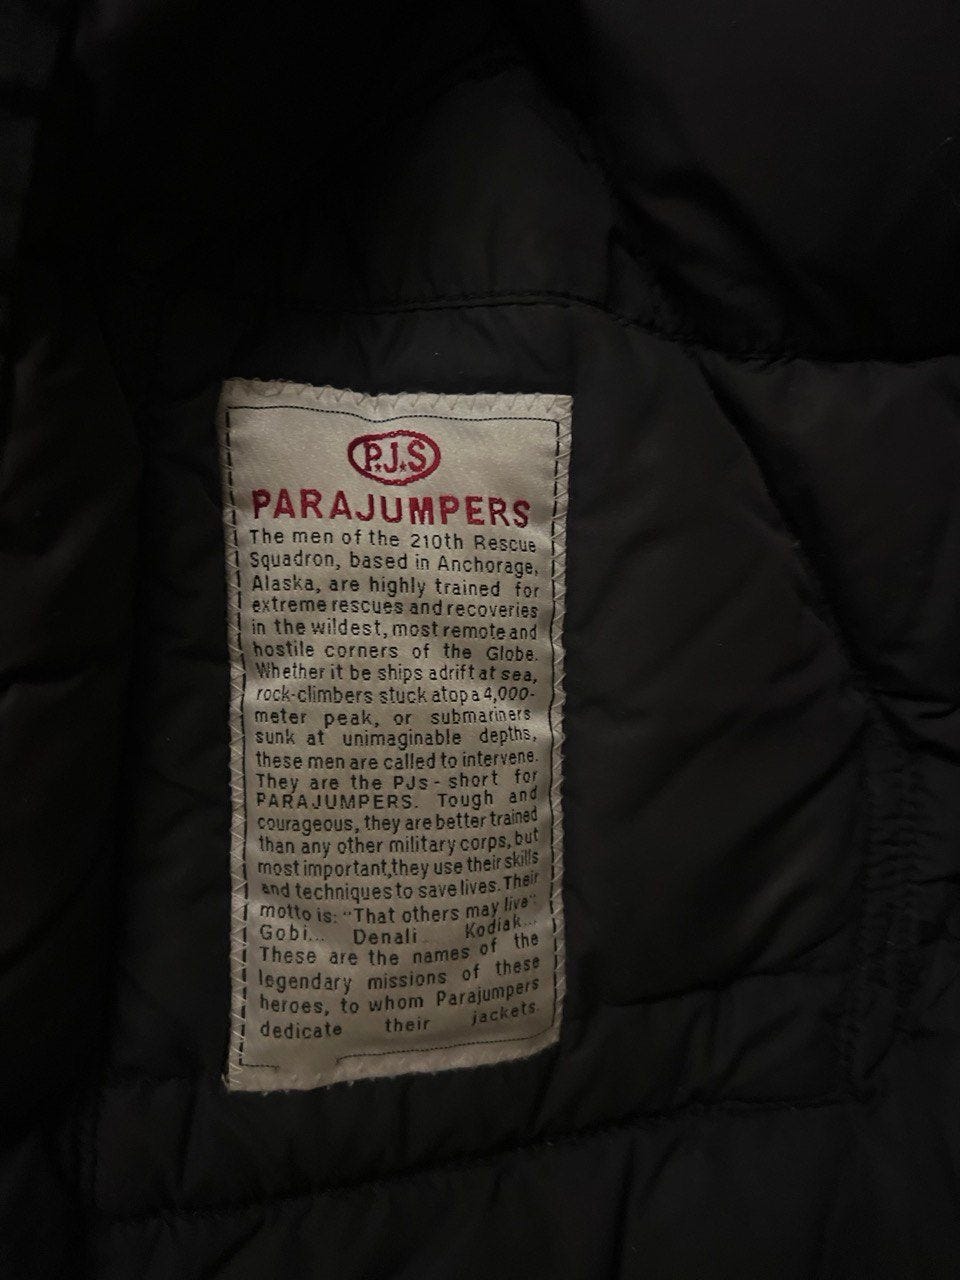 P.J.S
PARAJUMPERS
The men of the 210th Rescue
Squadron, based in Anchorage,
Alaska, are highly trained for
extreme rescues and recoveries
in the wildest, most remote and
hostile corners of the Globe.
Whether it be ships adrift at sea,
rock-climbers stuck atop a 4,000-
meter peak, or submariners
sunk at unimaginable depths,
these men are called to intervene.
They are the PJs - short for
PARAJUMPERS. Tough and
courageous, they are better trained
than any other military corps, but
most important,they use their skills
and techniques to save lives. Their
motto is: "That others may live"
Gobi... Denali... Kodiak...
These are the names of the
legendary missions of these
heroes, to whom Parajumpers
dedicate their jackets.